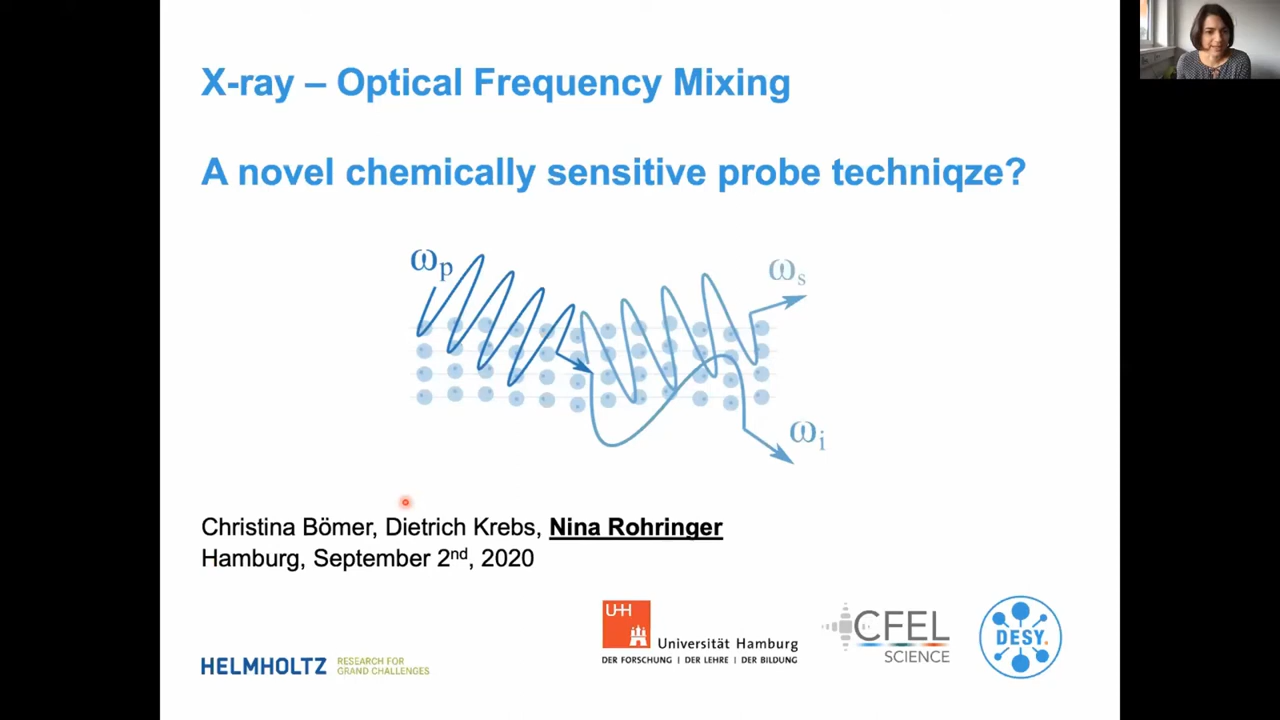 X-ray – Optical Frequency Mixing
A novel chemically sensitive probe techniqze?
ωp
ωs
ωi
Christina Bömer, Dietrich Krebs, Nina Rohringer
Hamburg, September 2nd, 2020
HELMHOLTZ
RESEARCH FOR
GRAND CHALLENGES
UHH
Universität Hamburg
DER FORSCHUNG | DER LEHRE | DER BILDUNG
CFEL
SCIENCE
DESY.